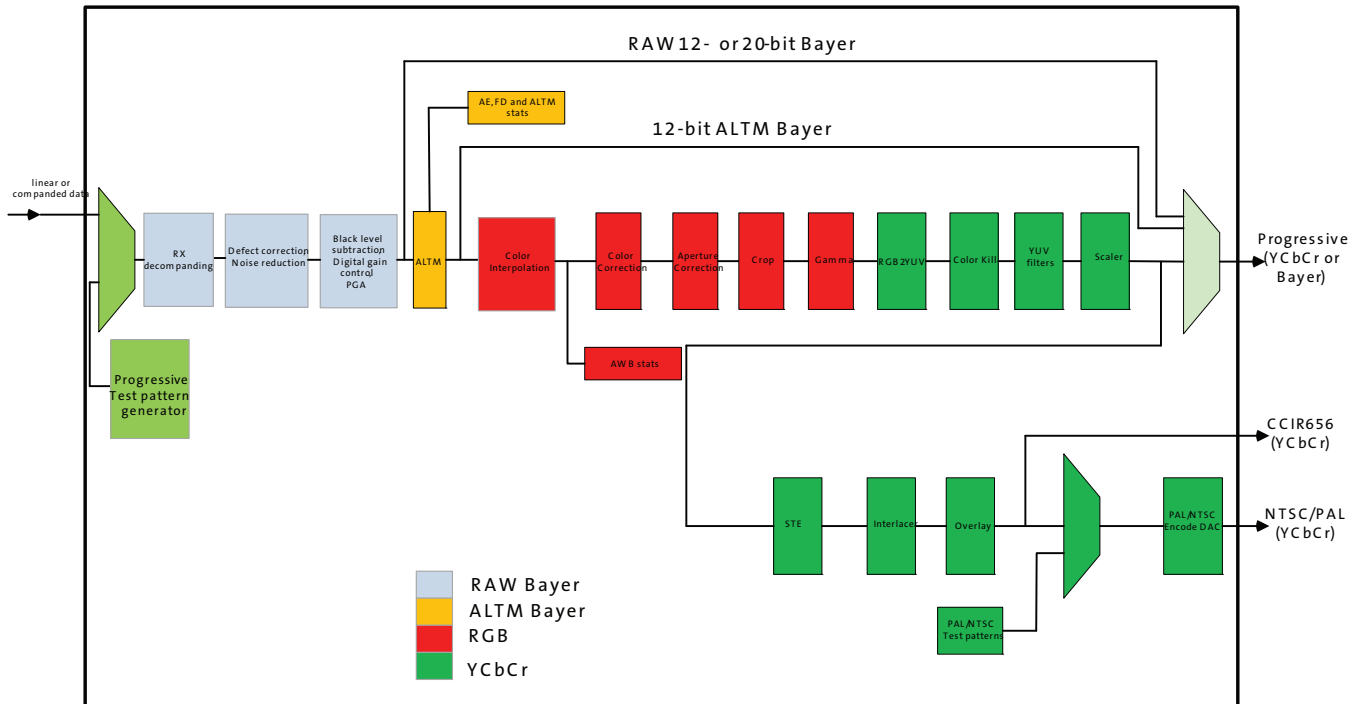 RAW 12- or 20-bit Bayer
AE, FD and ALTM
stats
12-bit ALTM Bayer
linear or
companded data
RX
decompanding
Defect correction
Noise reduction
Black level
subtraction
Digital gain
control,
PGA
ALTM
Color
Interpolation
Color
Correction
Aperture
Correction
Crop
Gamma
RGB2YUV
Color Kill
YUV
filters
Scaler
Progressive
(YCbCr or
Bayer)
AWB stats
Progressive
Test pattern
generator
CCIR656
(YCbCr)
STE
Interlacer
Overlay
PAL/NTSC
Encode DAC
NTSC/PAL
(YCbCr)
PAL/NTSC
Test patterns
RAW Bayer
ALTM Bayer
RGB
YCbCr